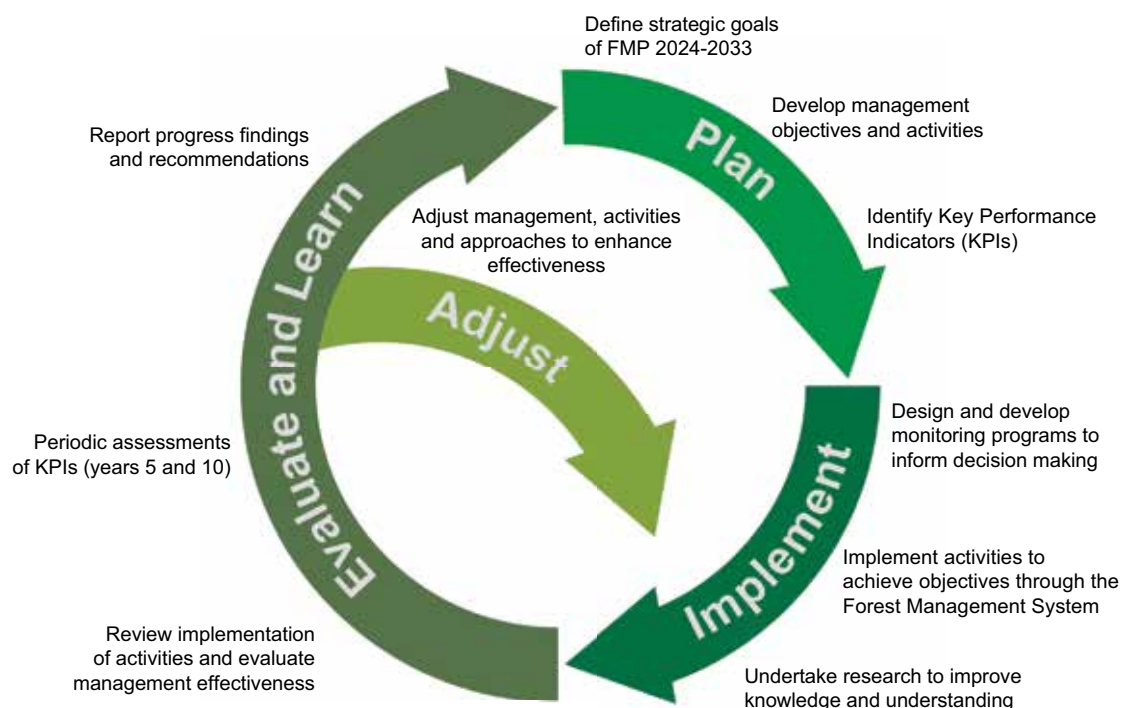 Define strategic goals
of FMP 2024-2033
Plan
Develop management
objectives and activities
Identify Key Performance
Indicators (KPIs)
Implement
Design and develop
monitoring programs to
inform decision making
Implement activities to
achieve objectives through the
Forest Management System
Undertake research to improve
knowledge and understanding
Evaluate and Learn
Review implementation
of activities and evaluate
management effectiveness
Periodic assessments
of KPIs (years 5 and 10)
Report progress findings
and recommendations
Adjust
Adjust management, activities
and approaches to enhance
effectiveness